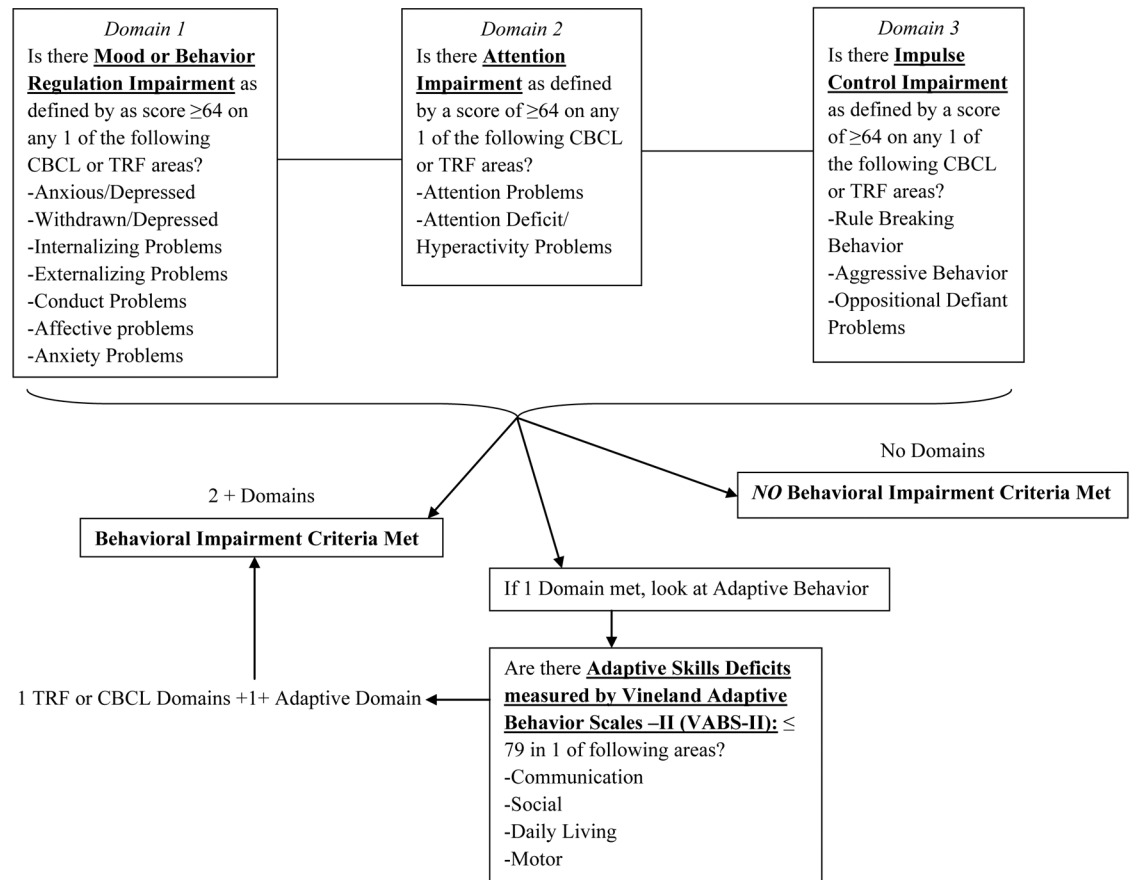 Domain 1
Is there Mood or Behavior
Regulation Impairment as
defined by as score ≥64 on
any 1 of the following
CBCL or TRF areas?
-Anxious/Depressed
-Withdrawn/Depressed
-Internalizing Problems
-Externalizing Problems
-Conduct Problems
-Affective problems
-Anxiety Problems
Domain 2
Is there Attention
Impairment as defined
by a score of ≥64 on any
1 of the following CBCL
or TRF areas?
-Attention Problems
-Attention Deficit/
Hyperactivity Problems
Domain 3
Is there Impulse
Control Impairment
as defined by a score
of ≥64 on any 1 of
the following CBCL
or TRF areas?
-Rule Breaking
Behavior
-Aggressive Behavior
-Oppositional Defiant
Problems
No Domains
NO Behavioral Impairment Criteria Met
2 + Domains
Behavioral Impairment Criteria Met
If 1 Domain met, look at Adaptive Behavior
Are there Adaptive Skills Deficits
measured by Vineland Adaptive
Behavior Scales –II (VABS-II): ≤
79 in 1 of following areas?
-Communication
-Social
-Daily Living
-Motor
1 TRF or CBCL Domains +1+ Adaptive Domain